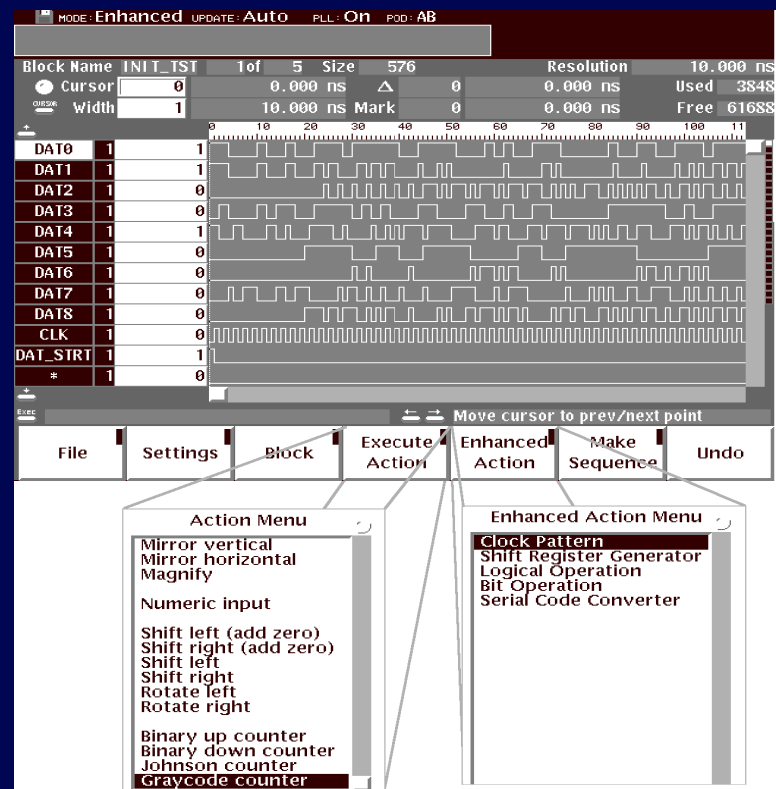 MODE: Enhanced UPDATE: Auto PLL: On POD: AB
Block Name INIT_TST 1of 5 Size 576 Resolution 10.000 ns
Cursor 0 0.000 ns Δ 0 0.000 ns Used 3848
CURSOR Width 1 10.000 ns Mark 0 0.000 ns Free 61688
0 10 20 30 40 50 60 70 80 90 100 11
DAT0 1 1
DAT1 1 1
DAT2 1 0
DAT3 1 0
DAT4 1 1
DAT5 1 0
DAT6 1 0
DAT7 1 0
DAT8 1 0
CLK 1 0
DAT_STRT 1 1
* 1 0
Exec ← → Move cursor to prev/next point
File Settings Block Execute Action Enhanced Action Make Sequence Undo
Action Menu
Mirror vertical
Mirror horizontal
Magnify
Numeric input
Shift left (add zero)
Shift right (add zero)
Shift left
Shift right
Rotate left
Rotate right
Binary up counter
Binary down counter
Johnson counter
Graycode counter
Enhanced Action Menu
Clock Pattern
Shift Register Generator
Logical Operation
Bit Operation
Serial Code Converter